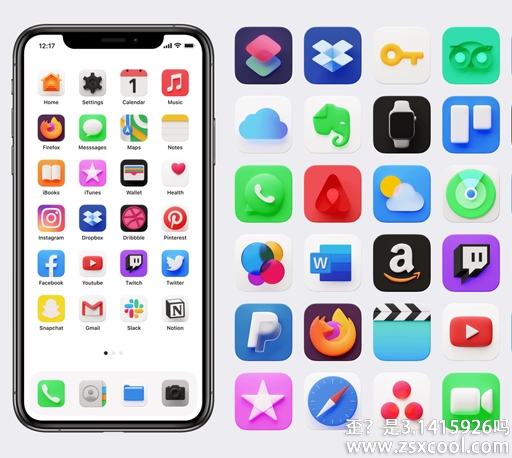 12:17
Home Settings Calendar Music
1
Firefox Messsages Maps Notes
iBooks iTunes Wallet Health
Instagram Dropbox Dribbble Pinterest
Facebook Youtube Twitch Twitter
Snapchat Gmail Slack Notion
W
a
歪？是3.1415926吗
www.zsxcool.com